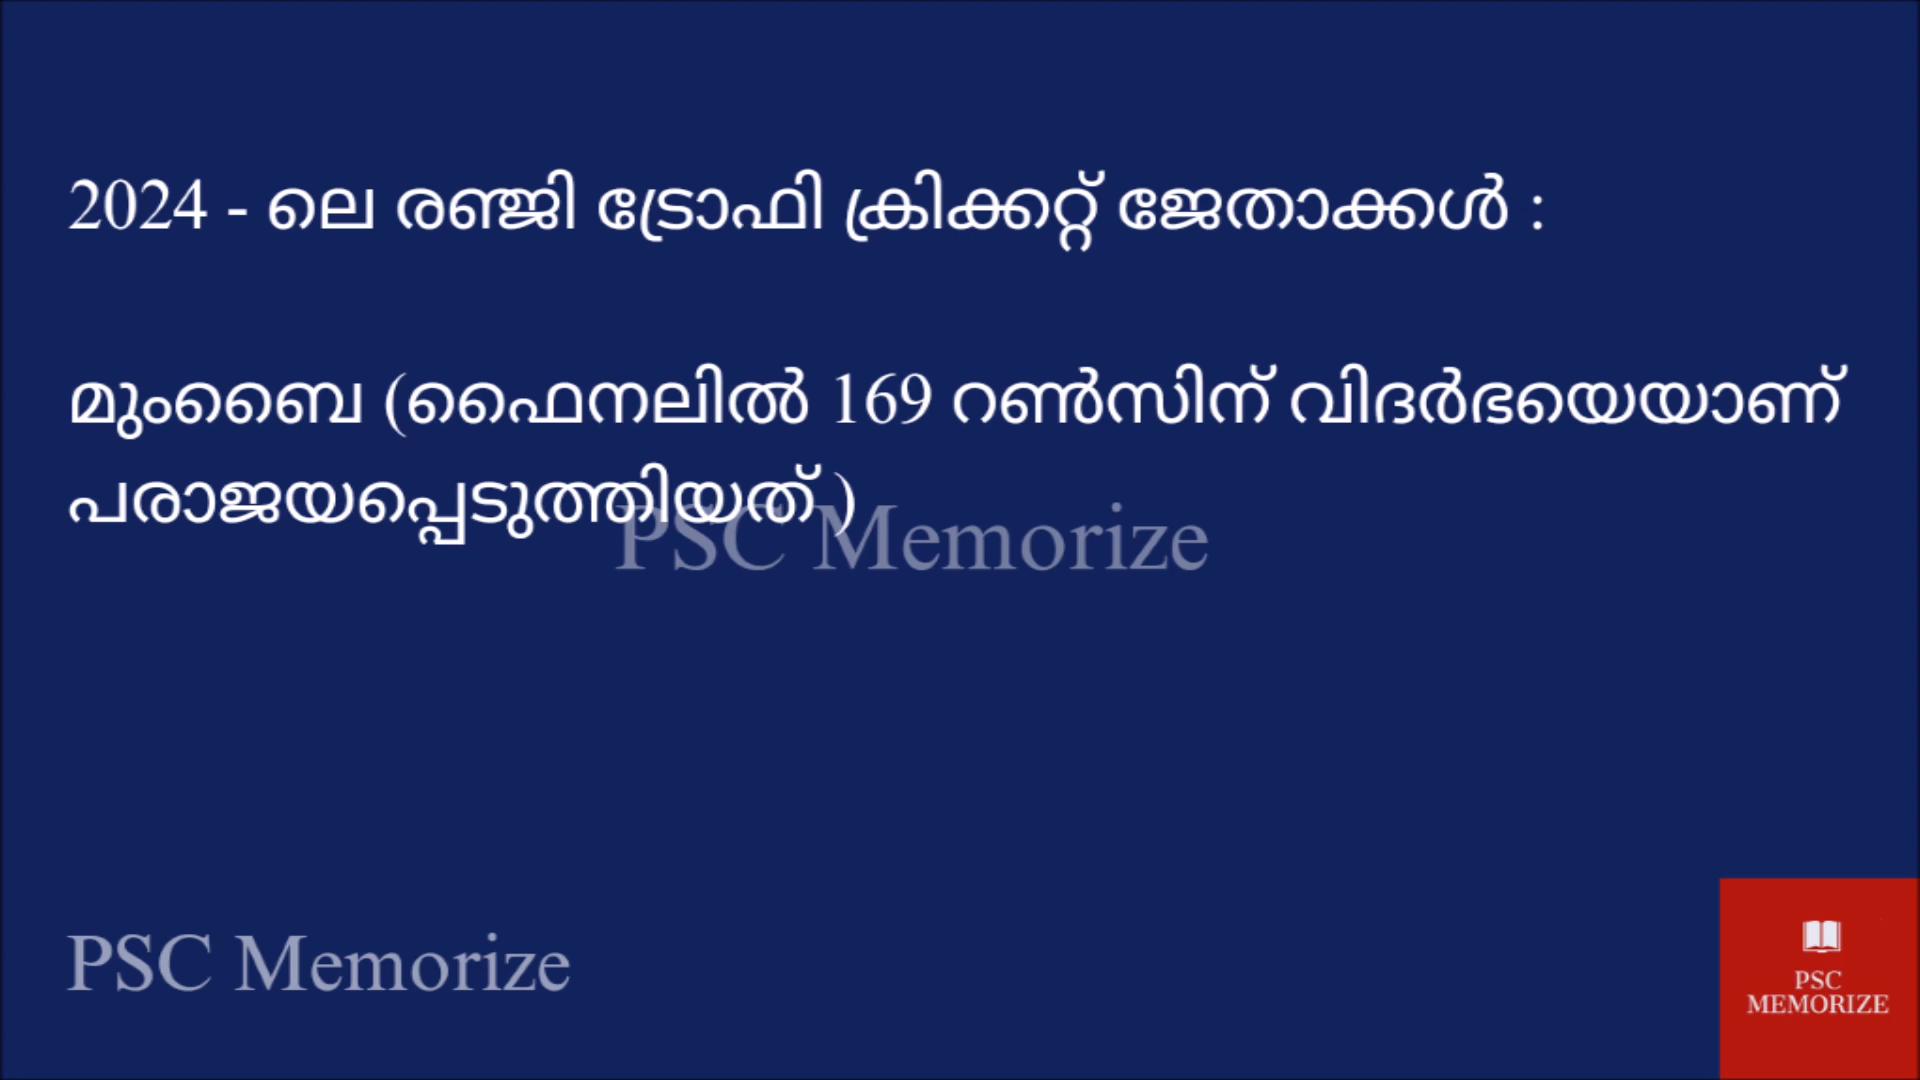 2024 - ലെ രഞ്ജി ട്രോഫി ക്രിക്കറ്റ് ജേതാക്കൾ :
മുംബൈ (ഫൈനലിൽ 169 റൺസിന് വിദർഭയെയാണ്
പരാജയപ്പെടുത്തിയത് )
PSC Memorize
PSC Memorize
PSC
MEMORIZE